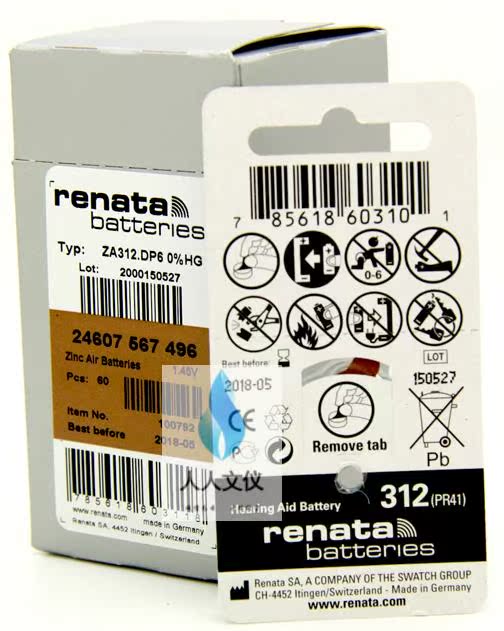 renata
batteries
Typ: ZA312.DP6 0%HG
Lot: 2000150527
24607 567 496
Zinc Air Batteries
1.45V
Pcs: 60
Item No. 100792
Best before 2018-05
www.renata.com made in Germany
Renata SA, 4452 Itingen / Switzerland
7 85618 60310 1
0-6
Best before:
2018-05
LOT
150527
CE
Remove tab
Pb
人人文仪
Hearing Aid Battery 312 (PR41)
renata
batteries
Renata SA, A COMPANY OF THE SWATCH GROUP
CH-4452 Itingen/Switzerland - Made in Germany
www.renata.com